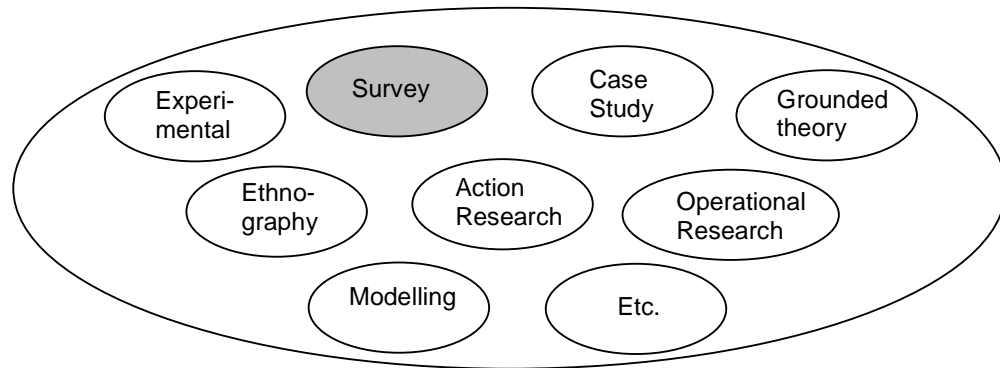 Experi-
mental
Survey
Case
Study
Grounded
theory
Ethno-
graphy
Action
Research
Operational
Research
Modelling
Etc.